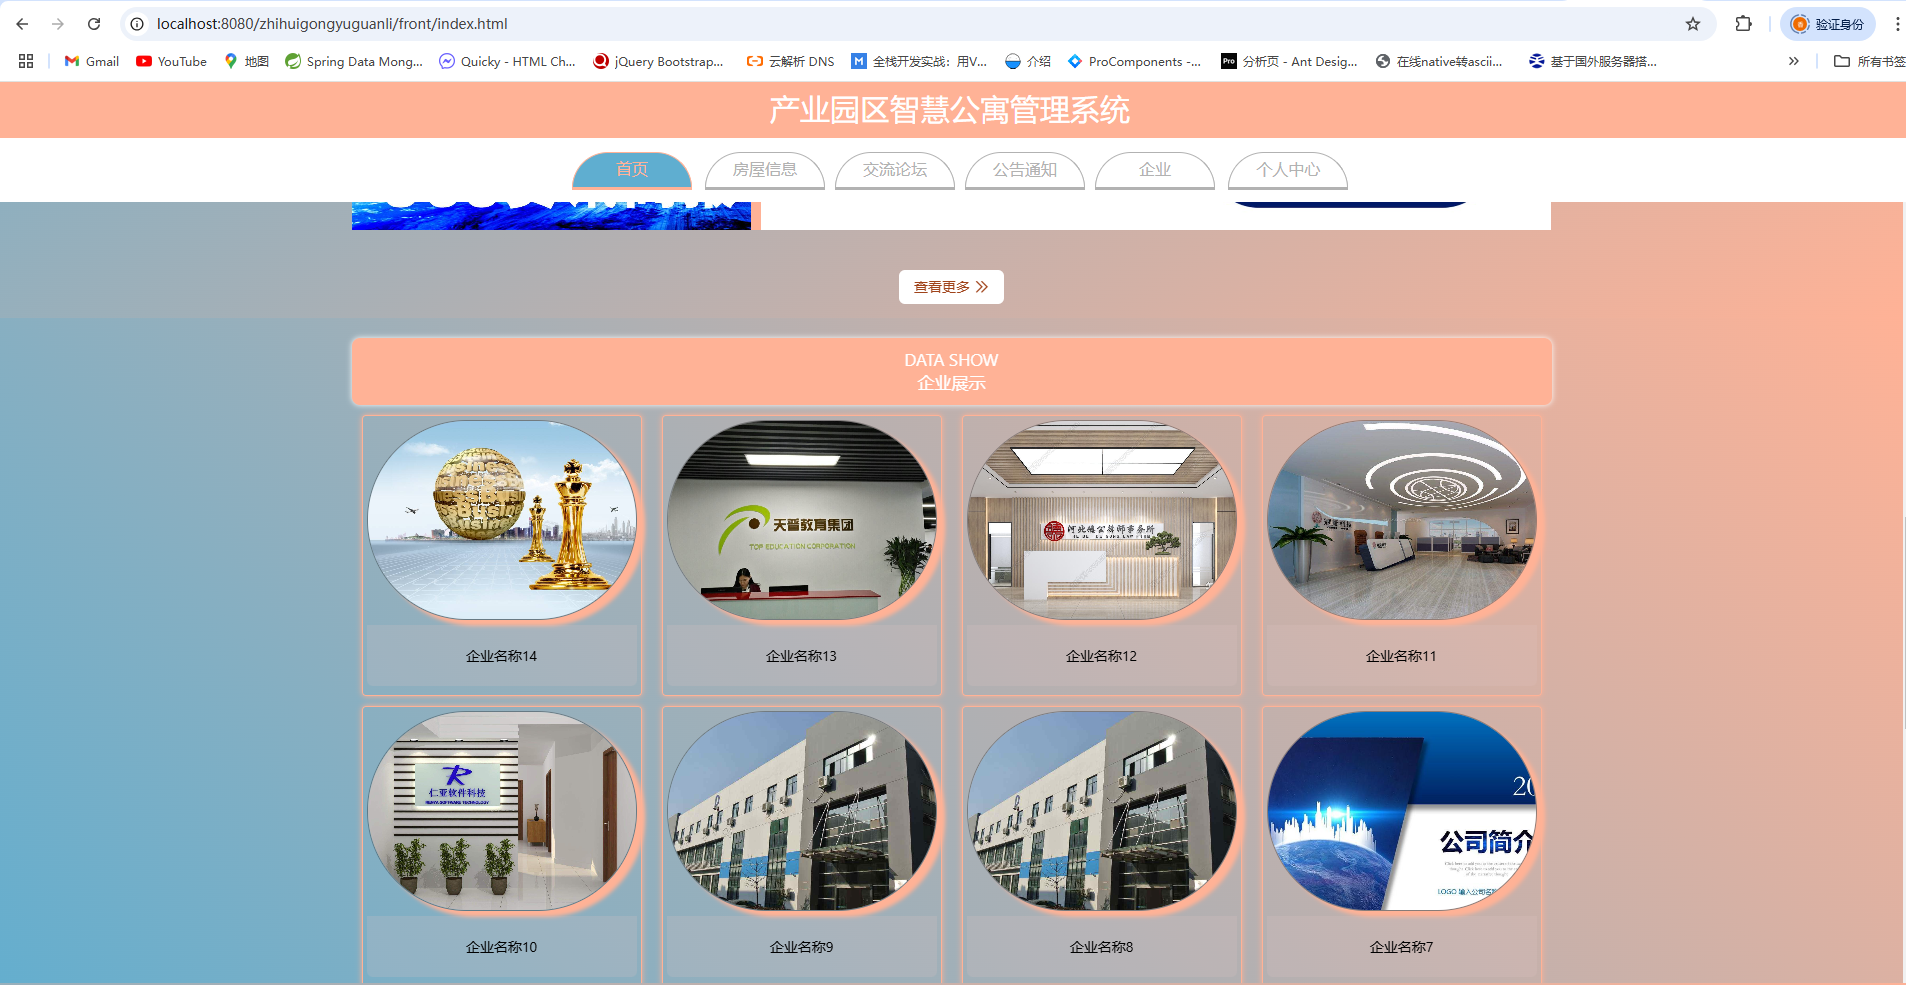 localhost:8080/zhihuigongyuguanli/front/index.html
验证身份
Gmail
YouTube
地图
Spring Data Mong...
Quicky - HTML Ch...
jQuery Bootstrap...
云解析 DNS
全栈开发实战：用V...
介绍
ProComponents -...
Pro
分析页 - Ant Desig...
在线native转ascii...
基于国外服务器搭...
所有书签
产业园区智慧公寓管理系统
首页
房屋信息
交流论坛
公告通知
企业
个人中心
查看更多
DATA SHOW
企业展示
天誉教育集团
TOP EDUCATION CORPORATION
企业名称14
企业名称13
企业名称12
企业名称11
仁亚软件科技
RENYA SOFTWARE TECHNOLOGY
20
公司简介
企业名称10
企业名称9
企业名称8
企业名称7